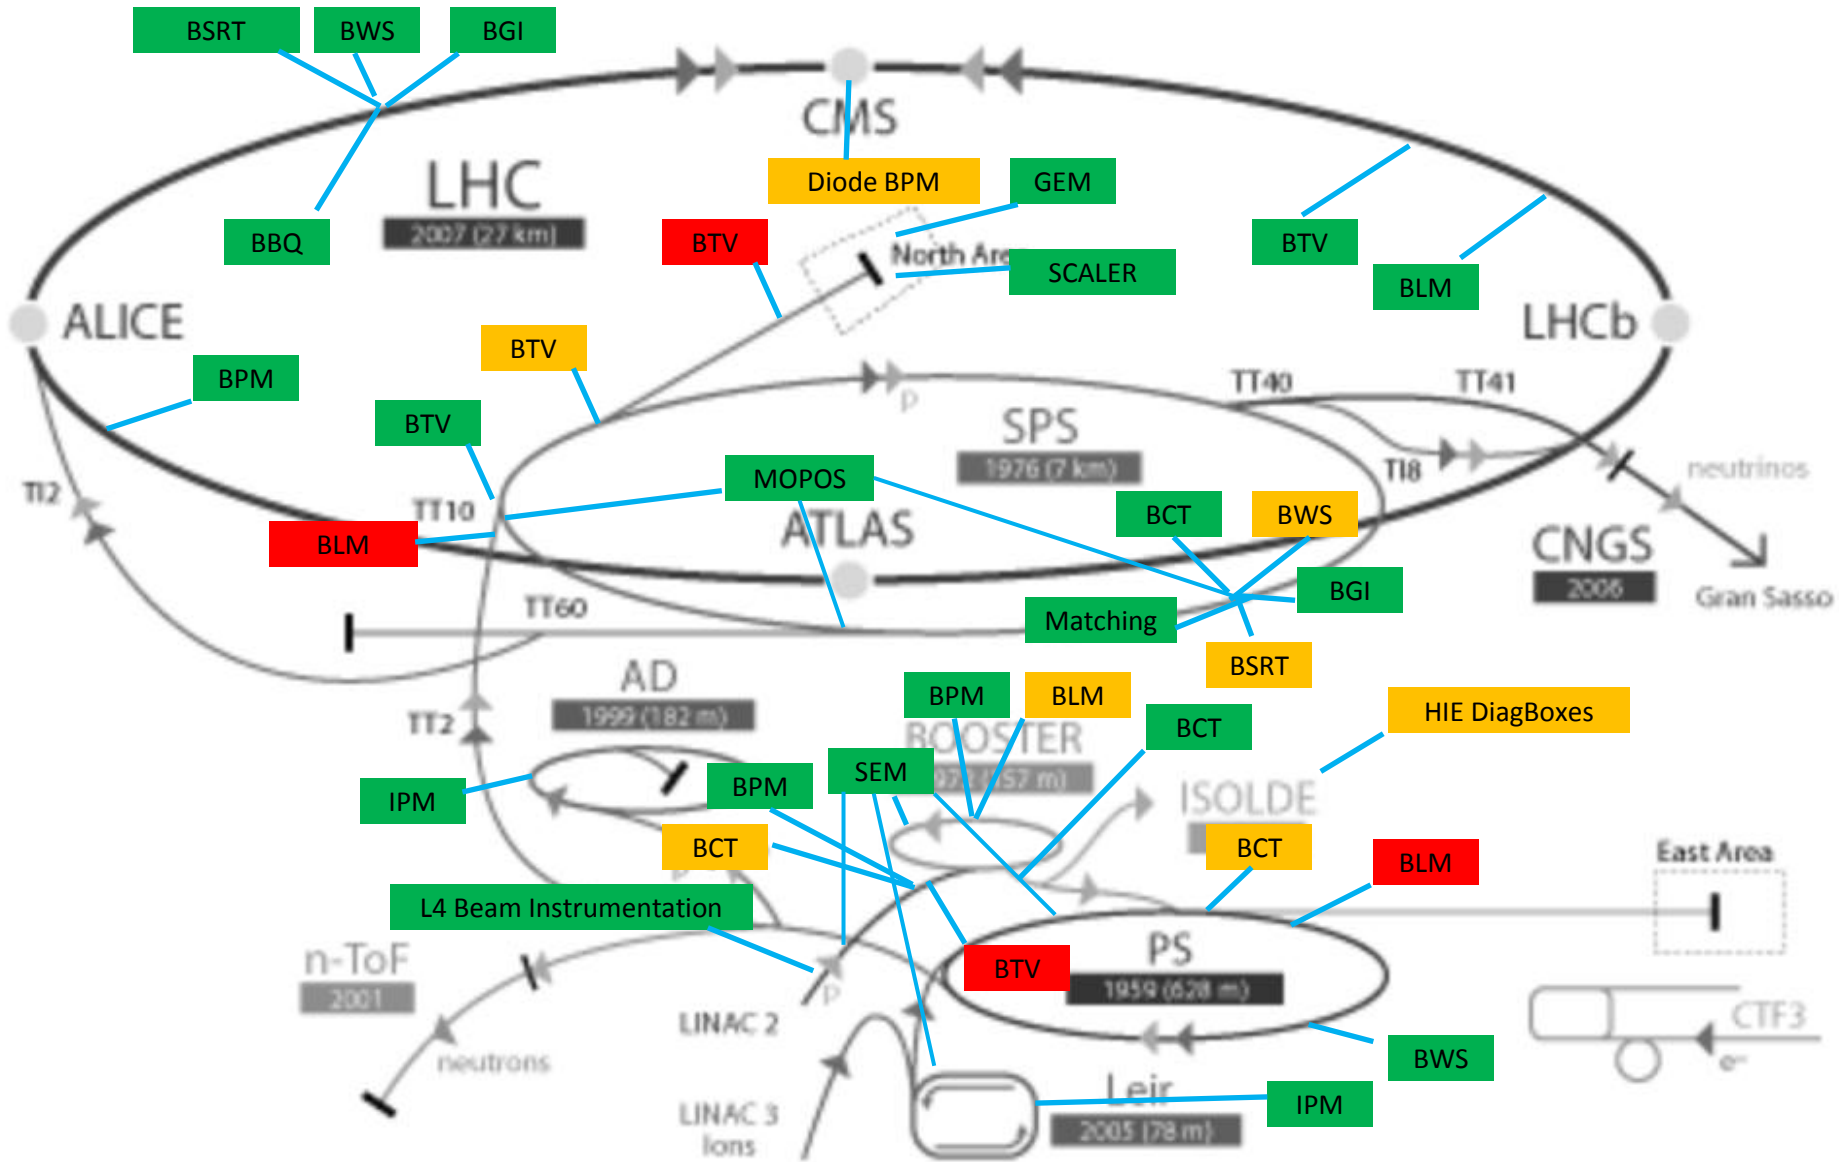 BSRT
BWS
BGI
CMS
LHC
2007 (27 km)
Diode BPM
GEM
BBQ
BTV
North Are
SCALER
BTV
BLM
ALICE
LHCb
BTV
BPM
BTV
TT40
TT41
p
SPS
1976 (7 km)
TI8
neutrinos
TI2
TT10
MOPOS
ATLAS
BCT
BWS
BLM
CNGS
2006
Gran Sasso
TT60
BGI
Matching
BSRT
AD
1999 (182 m)
TT2
BPM
BLM
BCT
HIE DiagBoxes
BOOSTER
SEM
BPM
IPM
ISOLDE
BCT
BCT
BLM
East Area
L4 Beam Instrumentation
n-ToF
2001
p
BTV
PS
1959 (628 m)
LINAC 2
neutrons
CTF3
e-
BWS
Leir
2005 (78 m)
IPM
LINAC 3
Ions